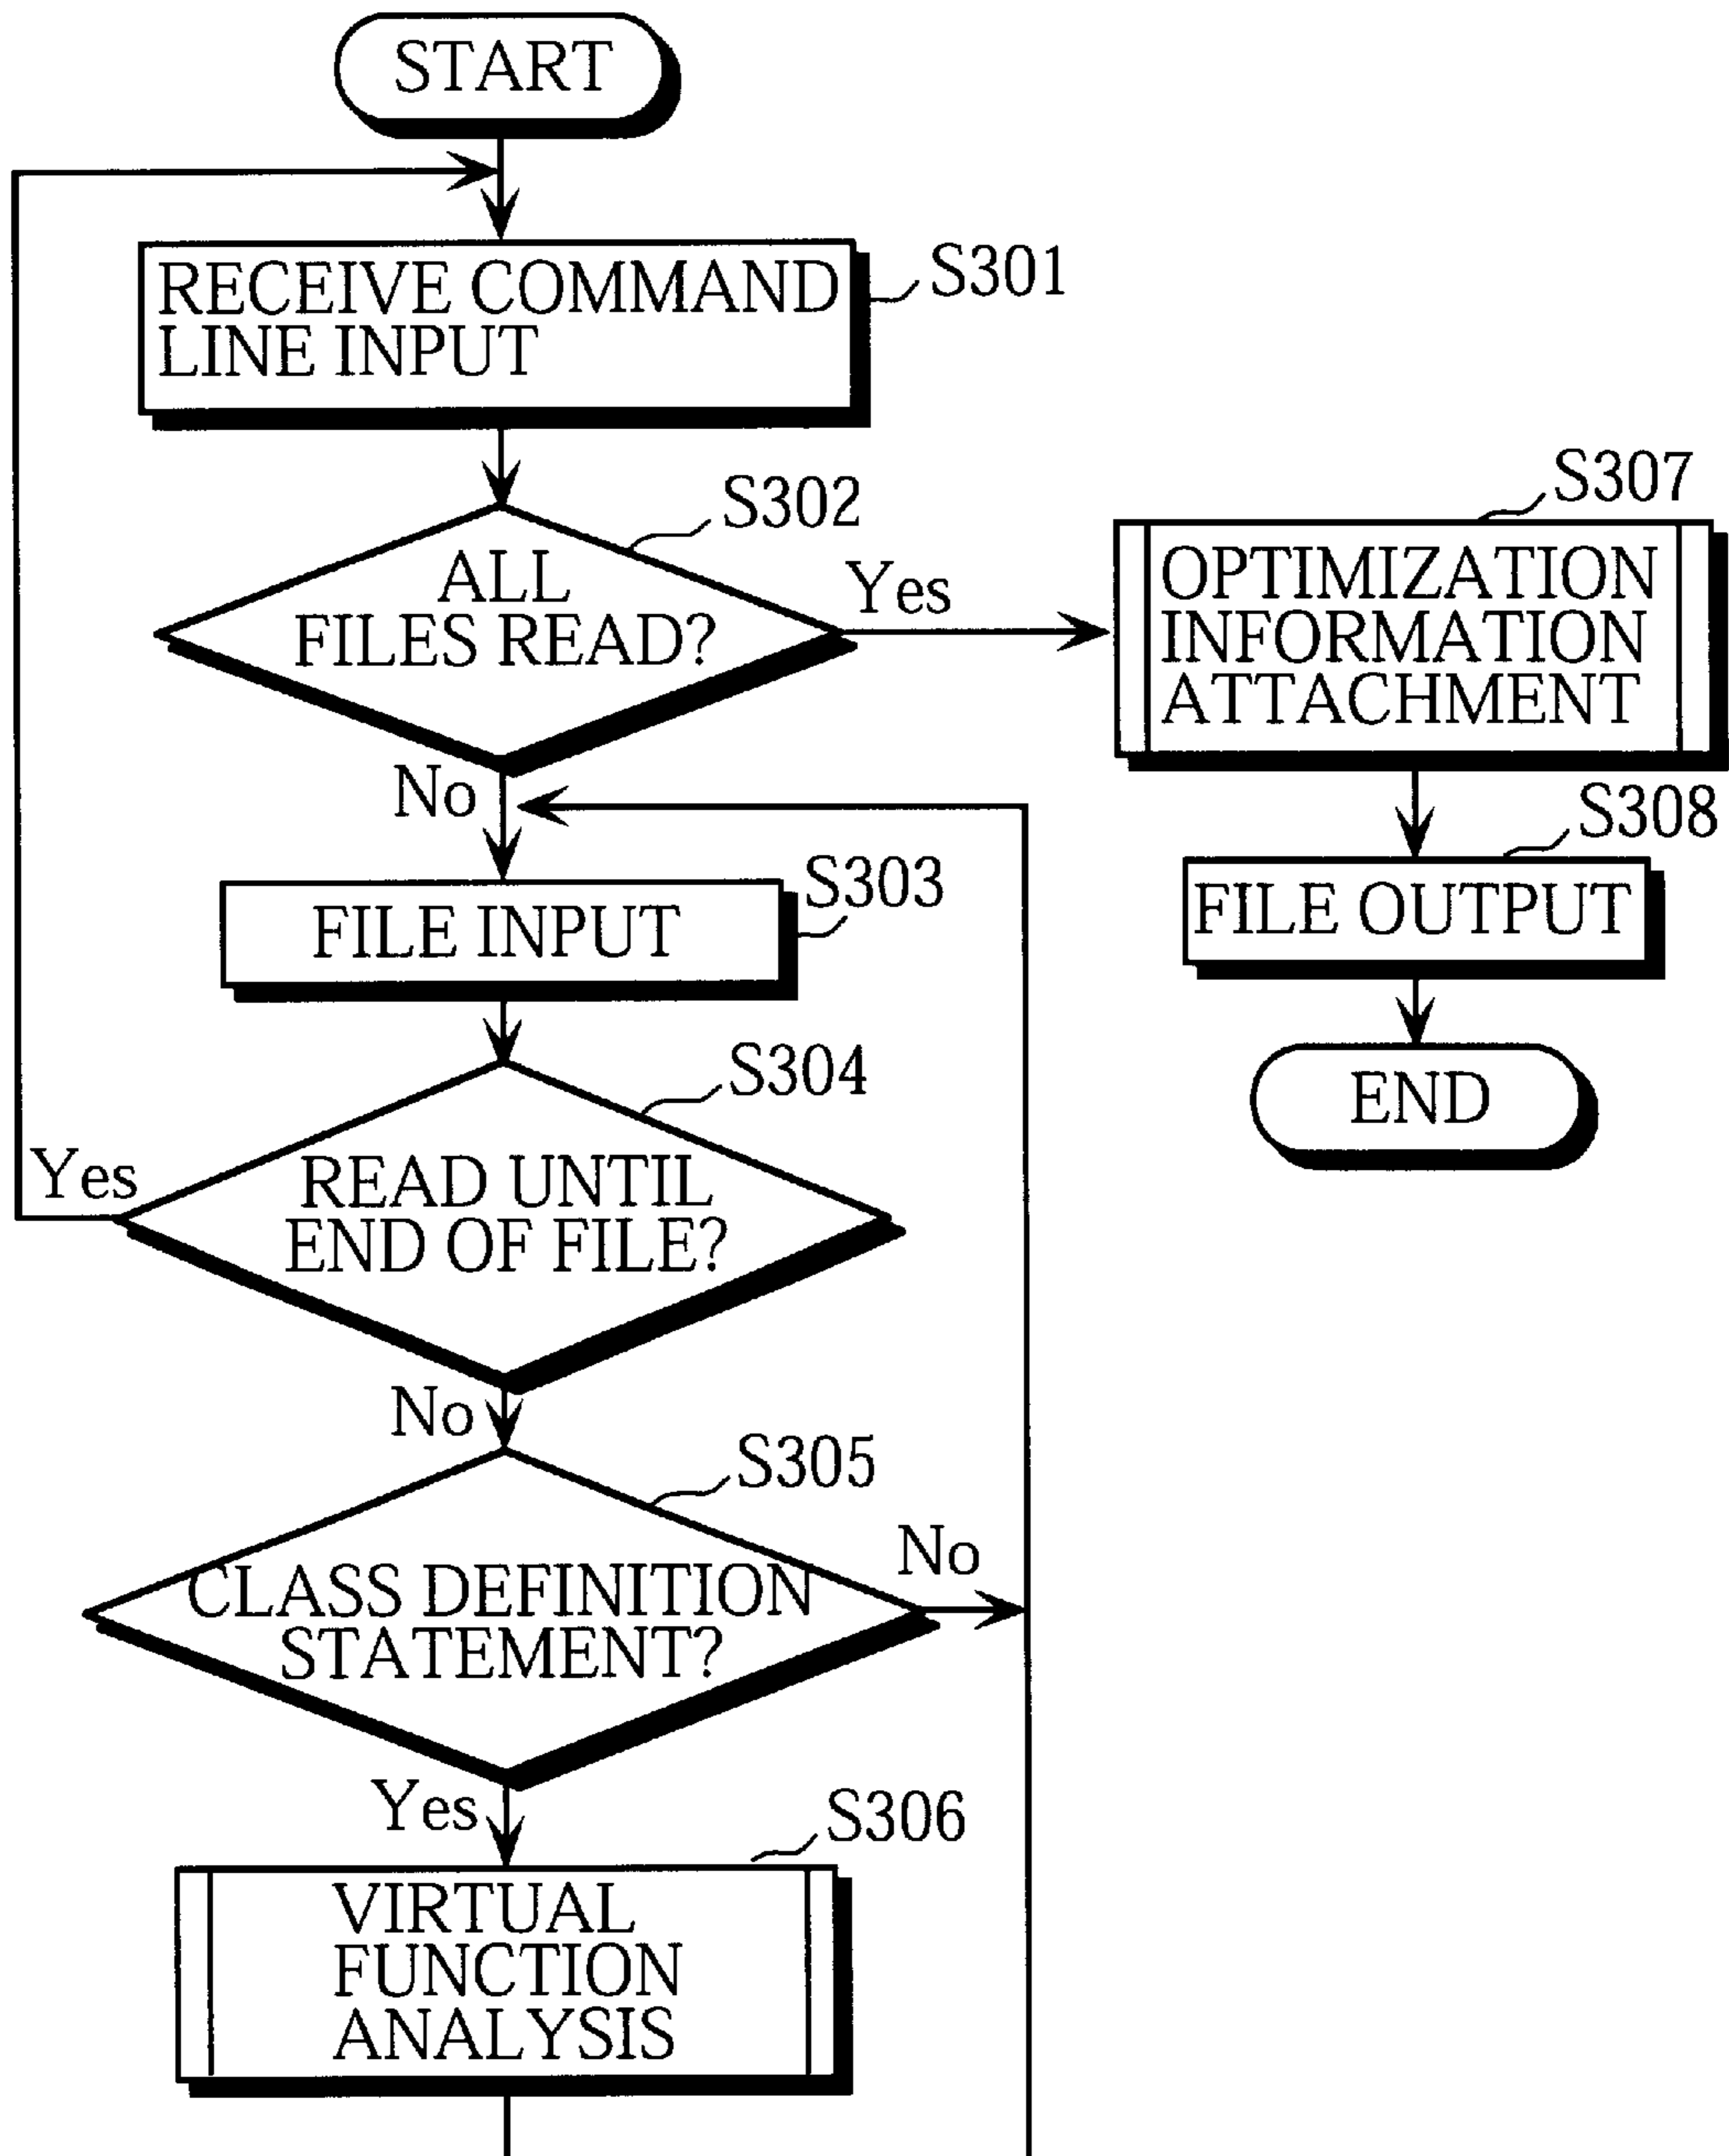 START
RECEIVE COMMAND
LINE INPUT
S301
S302
ALL
FILES READ?
Yes
No
S307
OPTIMIZATION
INFORMATION
ATTACHMENT
S308
FILE OUTPUT
END
S303
FILE INPUT
S304
READ UNTIL
END OF FILE?
Yes
No
S305
CLASS DEFINITION
STATEMENT?
No
Yes
S306
VIRTUAL
FUNCTION
ANALYSIS